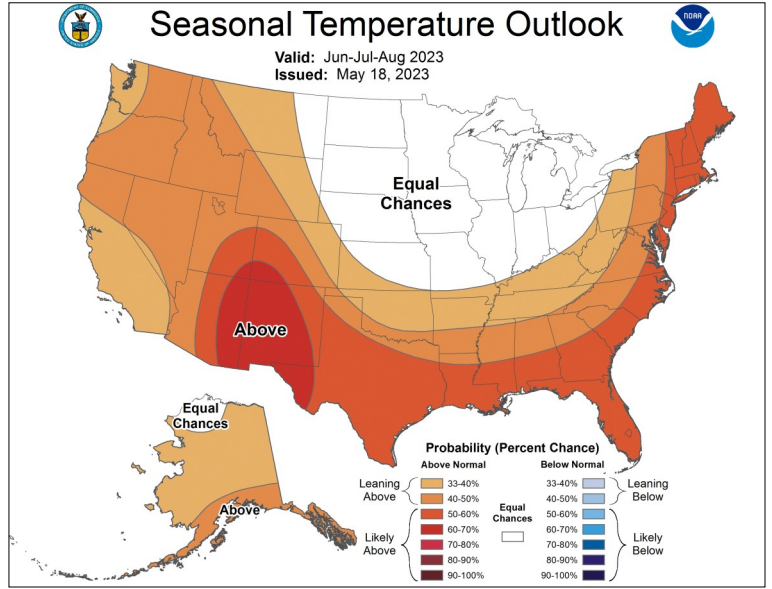 Seasonal Temperature Outlook
NOAA
Valid: Jun-Jul-Aug 2023
Issued: May 18, 2023
Equal
Chances
Above
Equal
Chances
Above
Probability (Percent Chance)
Above Normal
Below Normal
Leaning
Above
33-40%
40-50%
Likely
Above
50-60%
60-70%
70-80%
80-90%
90-100%
Equal
Chances
33-40%
40-50%
Leaning
Below
50-60%
60-70%
70-80%
80-90%
90-100%
Likely
Below